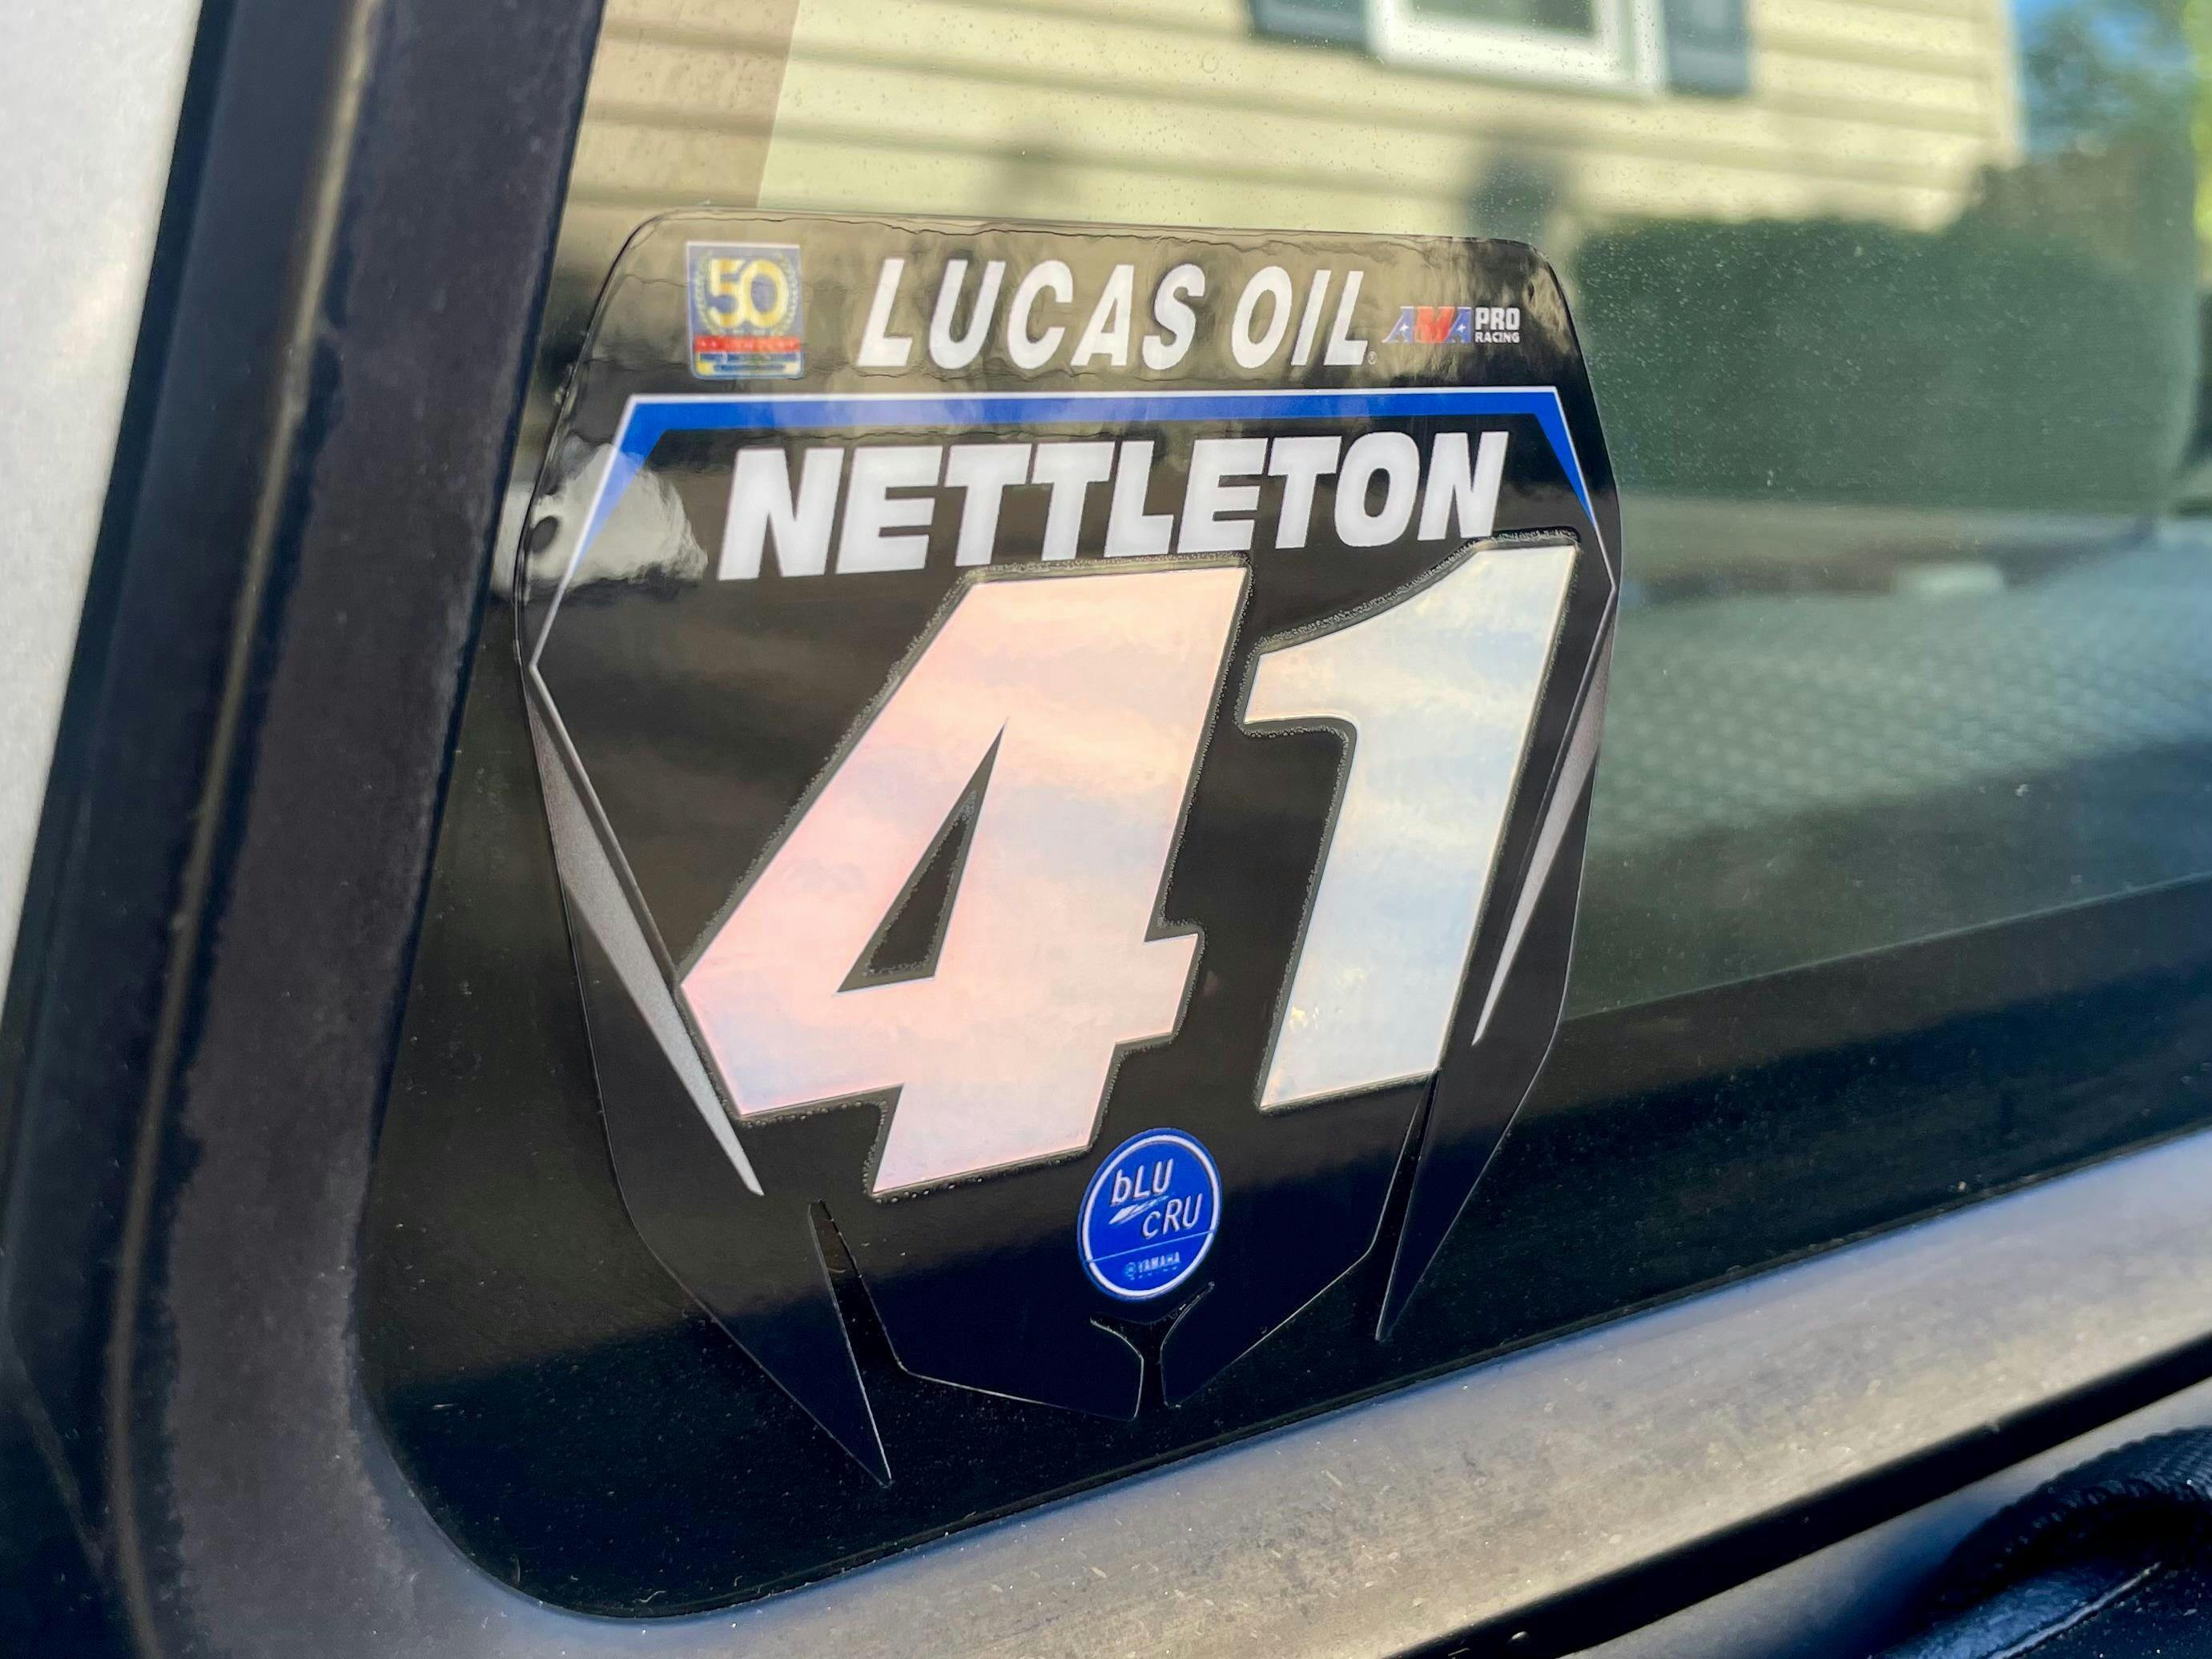 50
LUCAS OIL®
AMA PRO
RACING
NETTLETON
41
bLU
cRU
YAMAHA